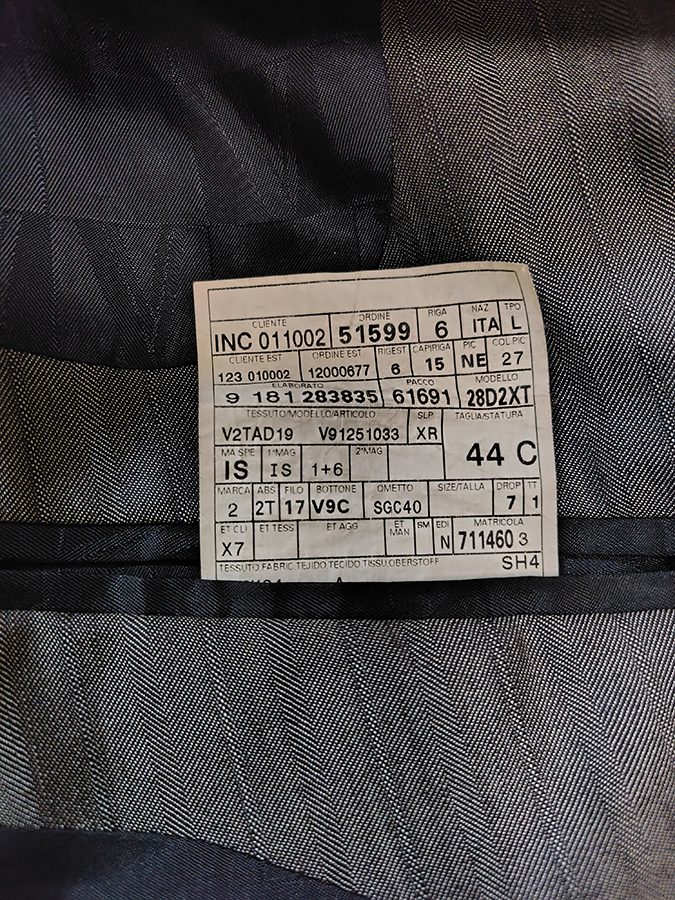 CLIENTE ORDINE RIGA NAZ TPO
INC 011002 51599 6 ITA L
CLIENTE EST ORDINE EST RIGEST CAPIRIGA PIC COL PIC
123 010002 12000677 6 15 NE 27
ELABORATO PACCO MODELLO
9 181 283835 61691 28D2XT
TESSUTO/MODELLO/ARTICOLO SLP TAGLIA/STATURA
V2TAD19 V91251033 XR 44 C
MA SPE 1°MAG 2°MAG
IS IS 1+6
MARCA ABS FILO BOTTONE OMETTO SIZE/TALLA DROP TT
2 2T 17 V9C SGC40 7 1
ET CLI ET TESS ET AGG ET MAN SM EDI MATRICOLA
X7 N 711460 3
TESSUTO FABRIC TEJIDO TECIDO TISSU OBERSTOFF SH4